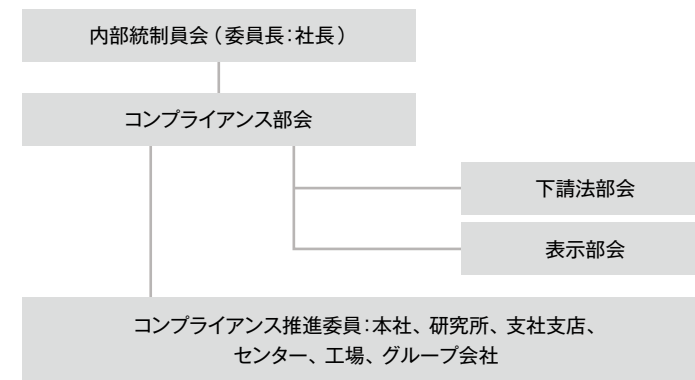 内部統制員会（委員長：社長）
コンプライアンス部会
下請法部会
表示部会
コンプライアンス推進委員：本社、研究所、支社支店、
センター、工場、グループ会社